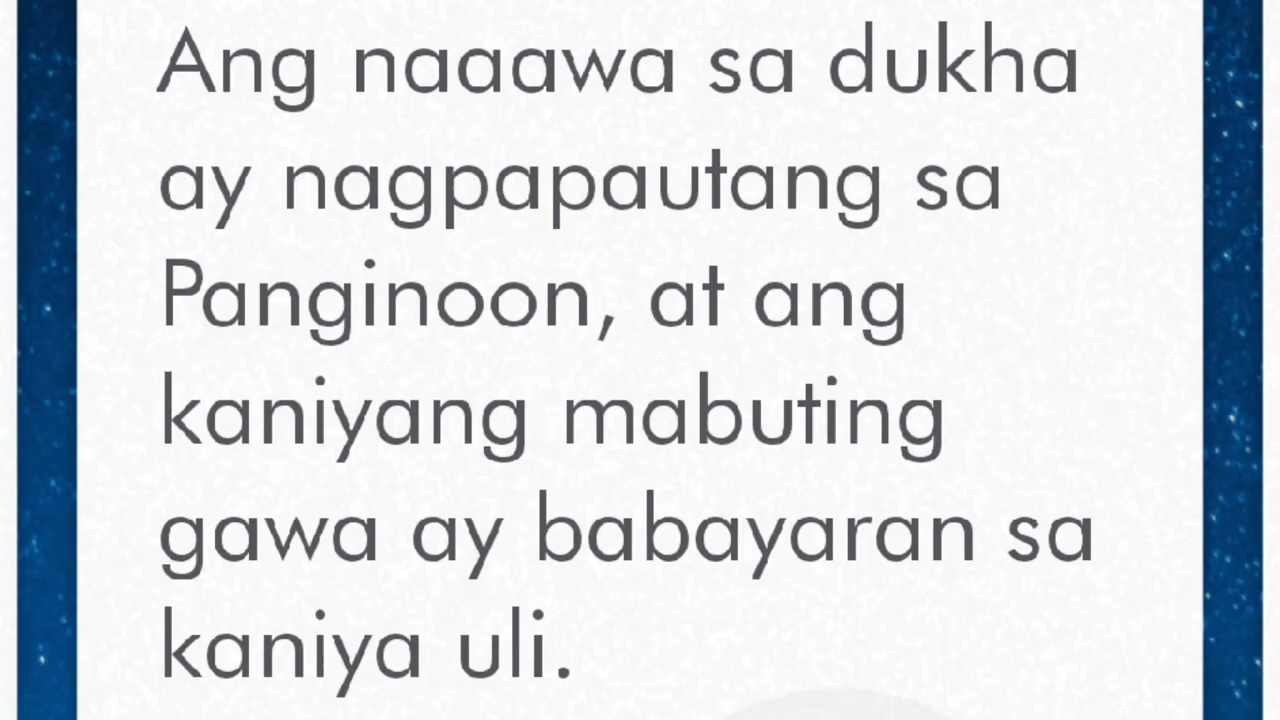 Ang naaawa sa dukha
ay nagpapautang sa
Panginoon, at ang
kaniyang mabuting
gawa ay babayaran sa
kaniya uli.